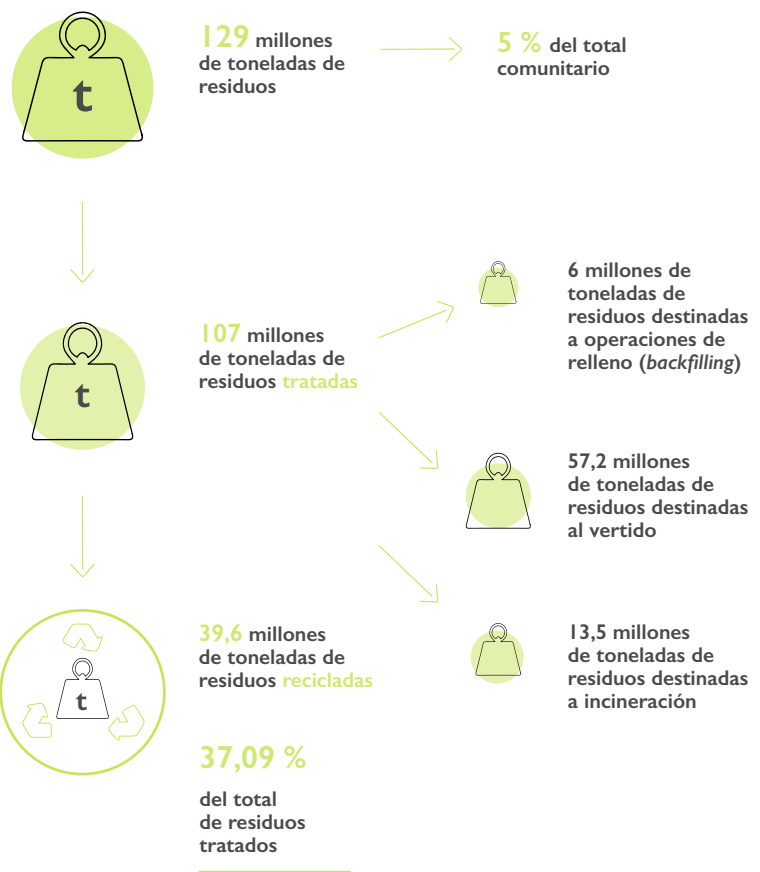 t
129 millones
de toneladas de
residuos
5 % del total
comunitario
t
107 millones
de toneladas de
residuos tratadas
6 millones de
toneladas de
residuos destinadas
a operaciones de
relleno (backfilling)
57,2 millones
de toneladas de
residuos destinadas
al vertido
13,5 millones
de toneladas de
residuos destinadas
a incineración
t
39,6 millones
de toneladas de
residuos recicladas
37,09 %
del total
de residuos
tratados